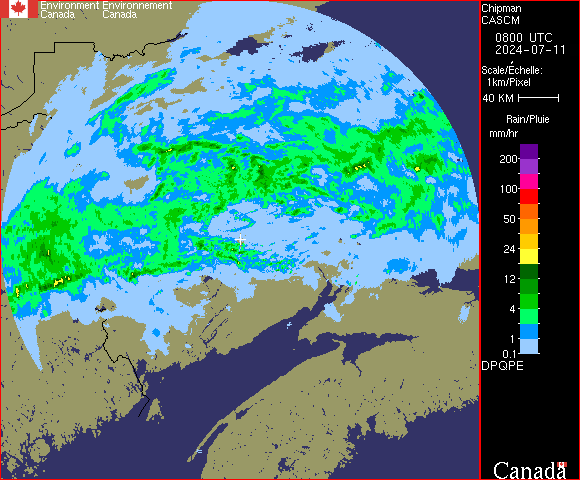 Environment Environnement
Canada Canada
Chipman
CASCM
0800 UTC
2024-07-11
Scale/Échelle:
1km/Pixel
40 KM
Rain/Pluie
mm/hr
200
100
50
24
12
4
1
0.1
DPQPE
Canada